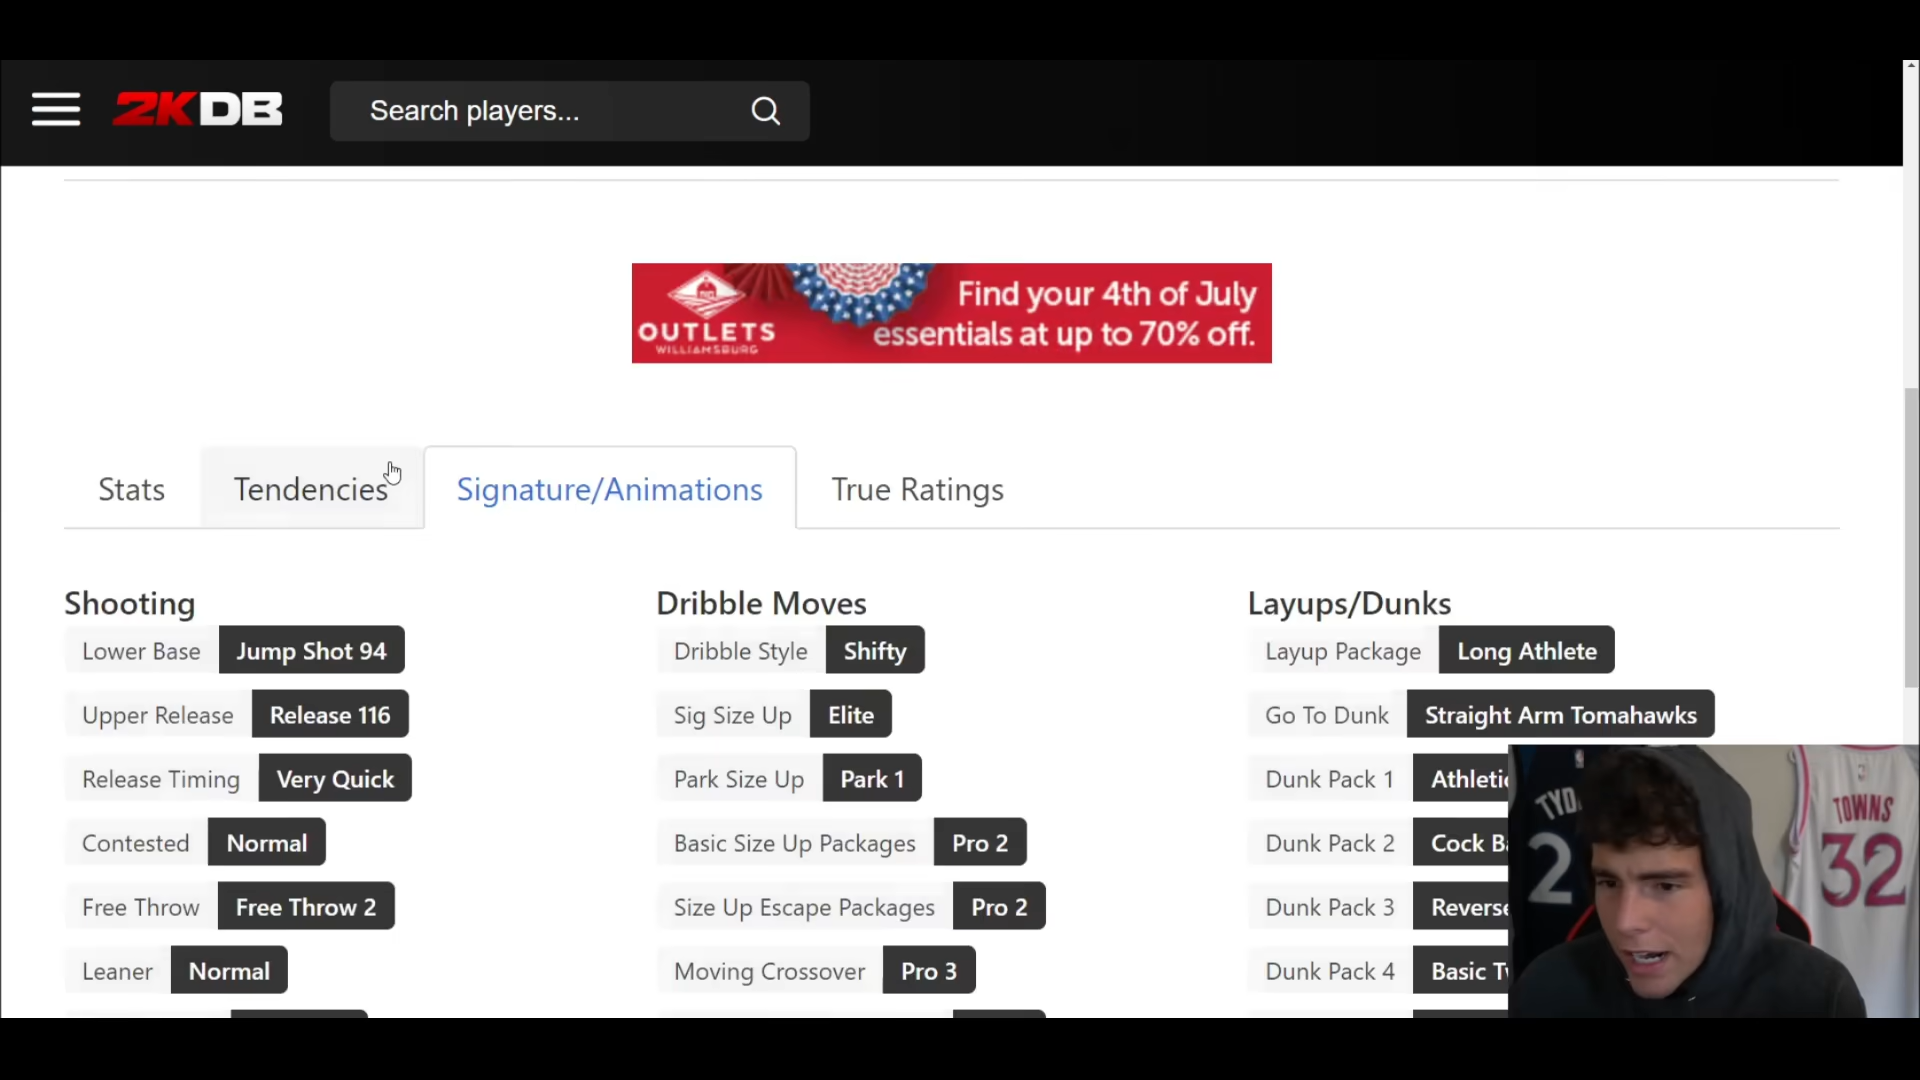 2KDB
Search players...
OUTLETS
WILLIAMSBURG
Find your 4th of July
essentials at up to 70% off.
Stats
Tendencies
Signature/Animations
True Ratings
Shooting
Lower Base Jump Shot 94
Upper Release Release 116
Release Timing Very Quick
Contested Normal
Free Throw Free Throw 2
Leaner Normal
Dribble Moves
Dribble Style Shifty
Sig Size Up Elite
Park Size Up Park 1
Basic Size Up Packages Pro 2
Size Up Escape Packages Pro 2
Moving Crossover Pro 3
Layups/Dunks
Layup Package Long Athlete
Go To Dunk Straight Arm Tomahawks
Dunk Pack 1
Dunk Pack 2 Cock
Dunk Pack 3
Dunk Pack 4 Basic
2
TOWNS
32